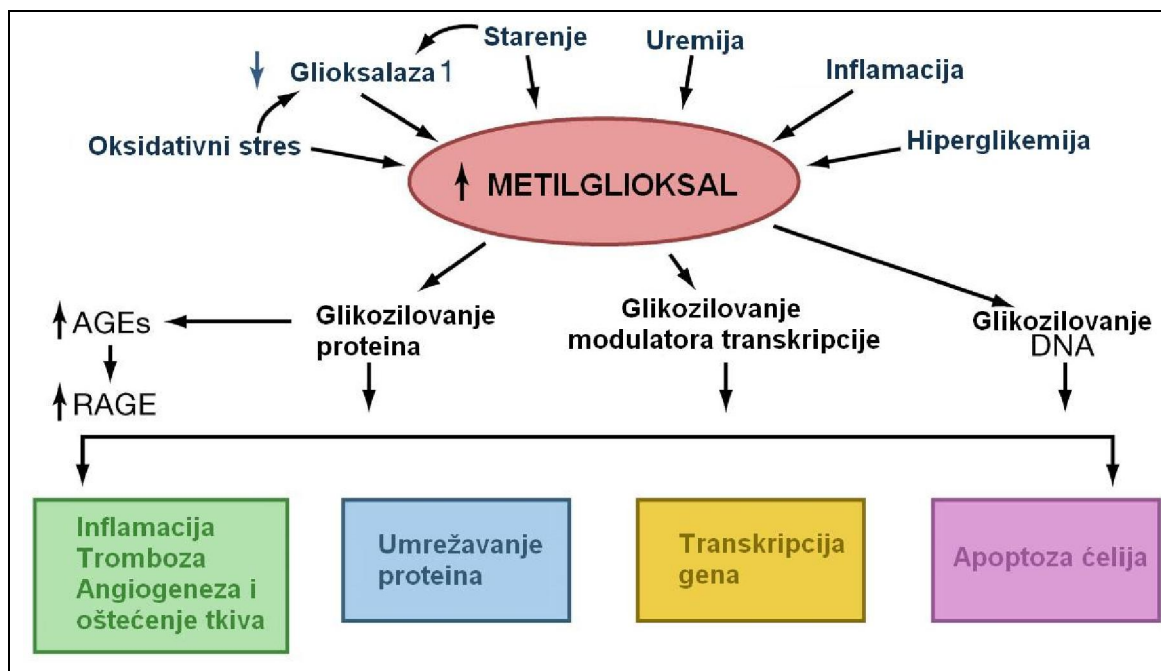 Starenje
Uremija
Glioksalaza 1
Inflamacija
Oksidativni stres
Hiperglikemija
METILGLIOKSAL
AGEs
Glikozilovanje
proteina
Glikozilovanje
modulatora transkripcije
Glikozilovanje
DNA
RAGE
Inflamacija
Tromboza
Angiogeneza i
oštećenje tkiva
Umrežavanje
proteina
Transkripcija
gena
Apoptoza ćelija